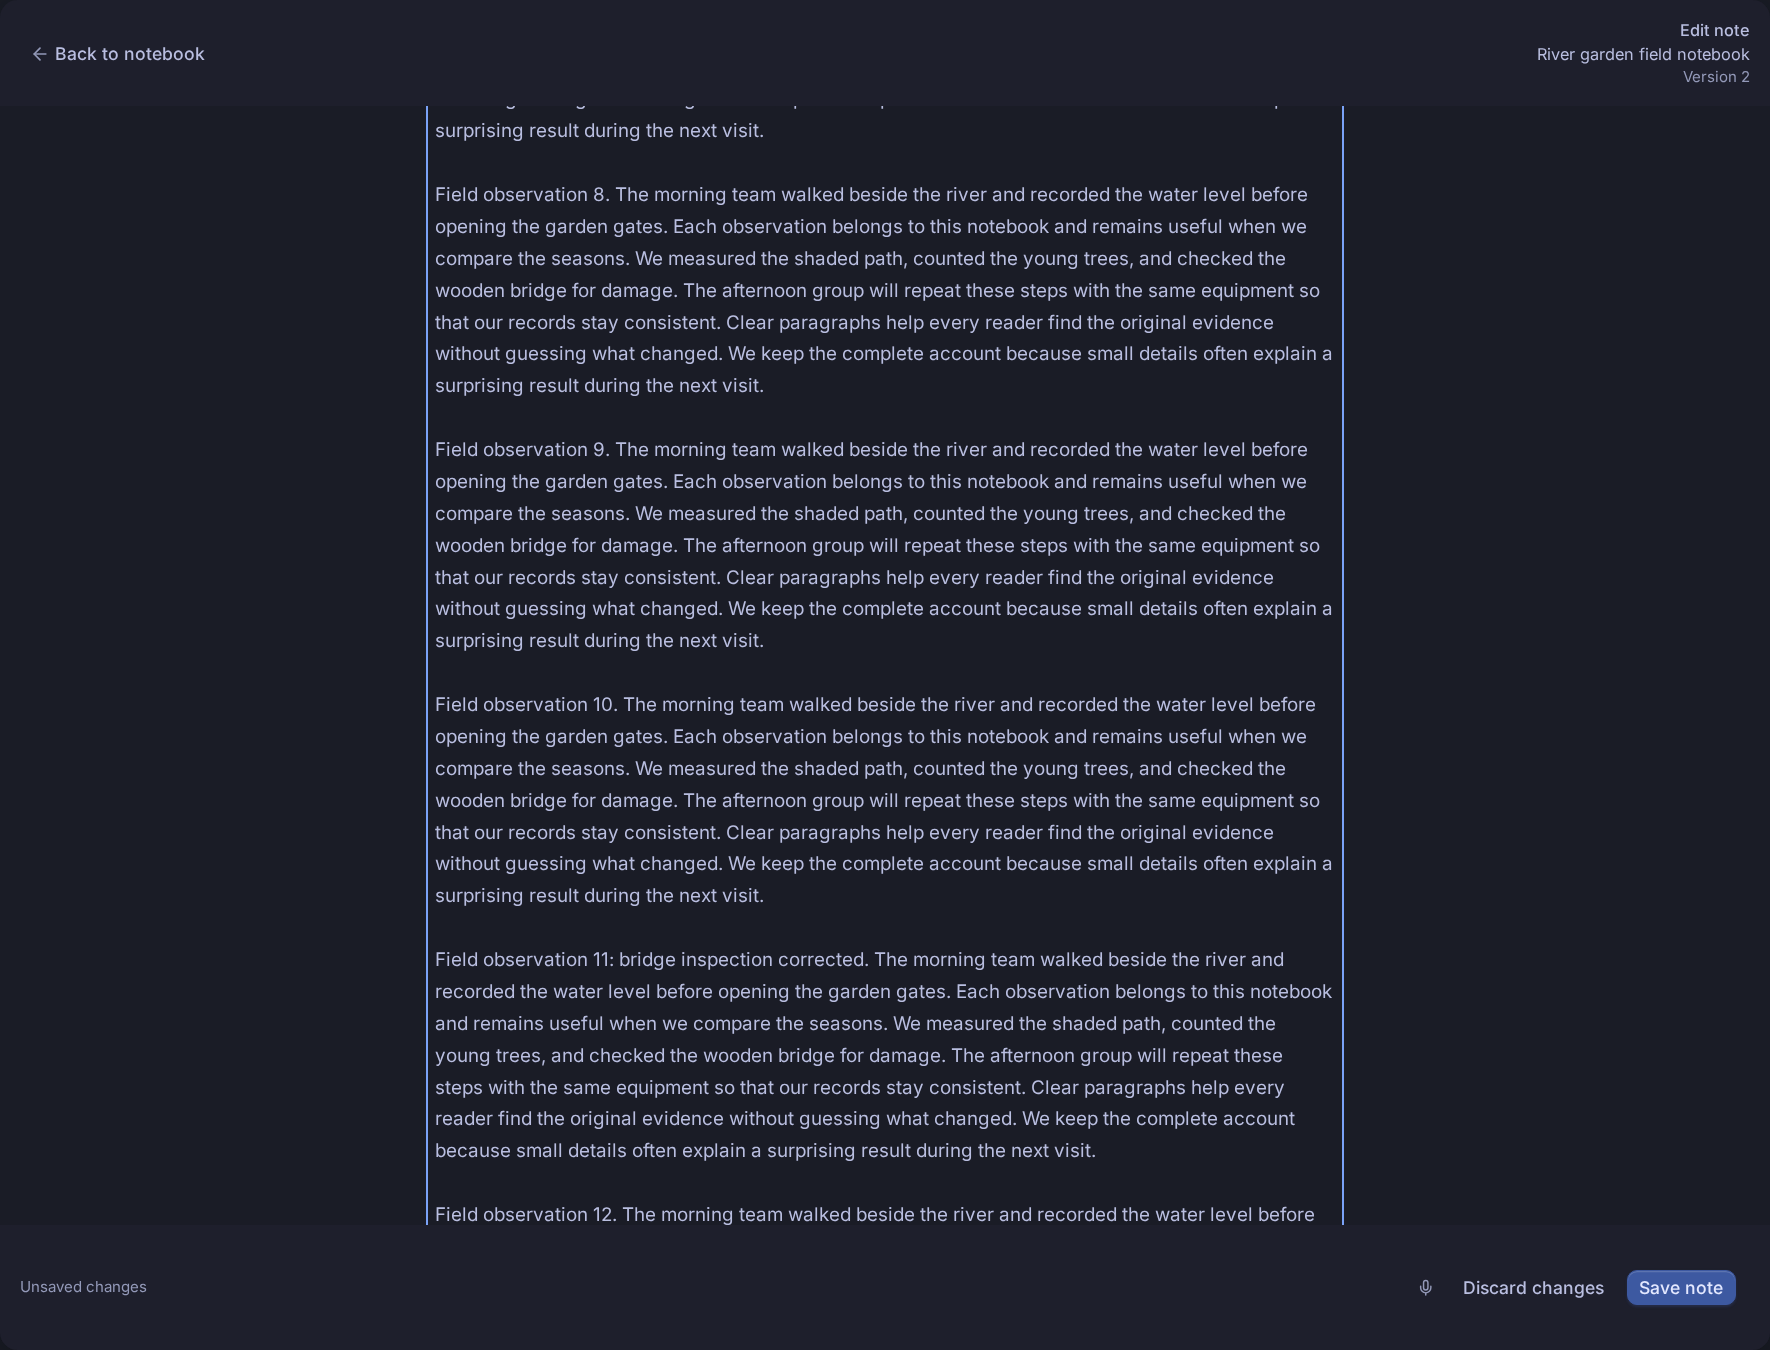 Back to notebook
Edit note
River garden field notebook
Version 2
surprising result during the next visit.
Field observation 8. The morning team walked beside the river and recorded the water level before
opening the garden gates. Each observation belongs to this notebook and remains useful when we
compare the seasons. We measured the shaded path, counted the young trees, and checked the
wooden bridge for damage. The afternoon group will repeat these steps with the same equipment so
that our records stay consistent. Clear paragraphs help every reader find the original evidence
without guessing what changed. We keep the complete account because small details often explain a
surprising result during the next visit.
Field observation 9. The morning team walked beside the river and recorded the water level before
opening the garden gates. Each observation belongs to this notebook and remains useful when we
compare the seasons. We measured the shaded path, counted the young trees, and checked the
wooden bridge for damage. The afternoon group will repeat these steps with the same equipment so
that our records stay consistent. Clear paragraphs help every reader find the original evidence
without guessing what changed. We keep the complete account because small details often explain a
surprising result during the next visit.
Field observation 10. The morning team walked beside the river and recorded the water level before
opening the garden gates. Each observation belongs to this notebook and remains useful when we
compare the seasons. We measured the shaded path, counted the young trees, and checked the
wooden bridge for damage. The afternoon group will repeat these steps with the same equipment so
that our records stay consistent. Clear paragraphs help every reader find the original evidence
without guessing what changed. We keep the complete account because small details often explain a
surprising result during the next visit.
Field observation 11: bridge inspection corrected. The morning team walked beside the river and
recorded the water level before opening the garden gates. Each observation belongs to this notebook
and remains useful when we compare the seasons. We measured the shaded path, counted the
young trees, and checked the wooden bridge for damage. The afternoon group will repeat these
steps with the same equipment so that our records stay consistent. Clear paragraphs help every
reader find the original evidence without guessing what changed. We keep the complete account
because small details often explain a surprising result during the next visit.
Field observation 12. The morning team walked beside the river and recorded the water level before
Unsaved changes
Discard changes
Save note